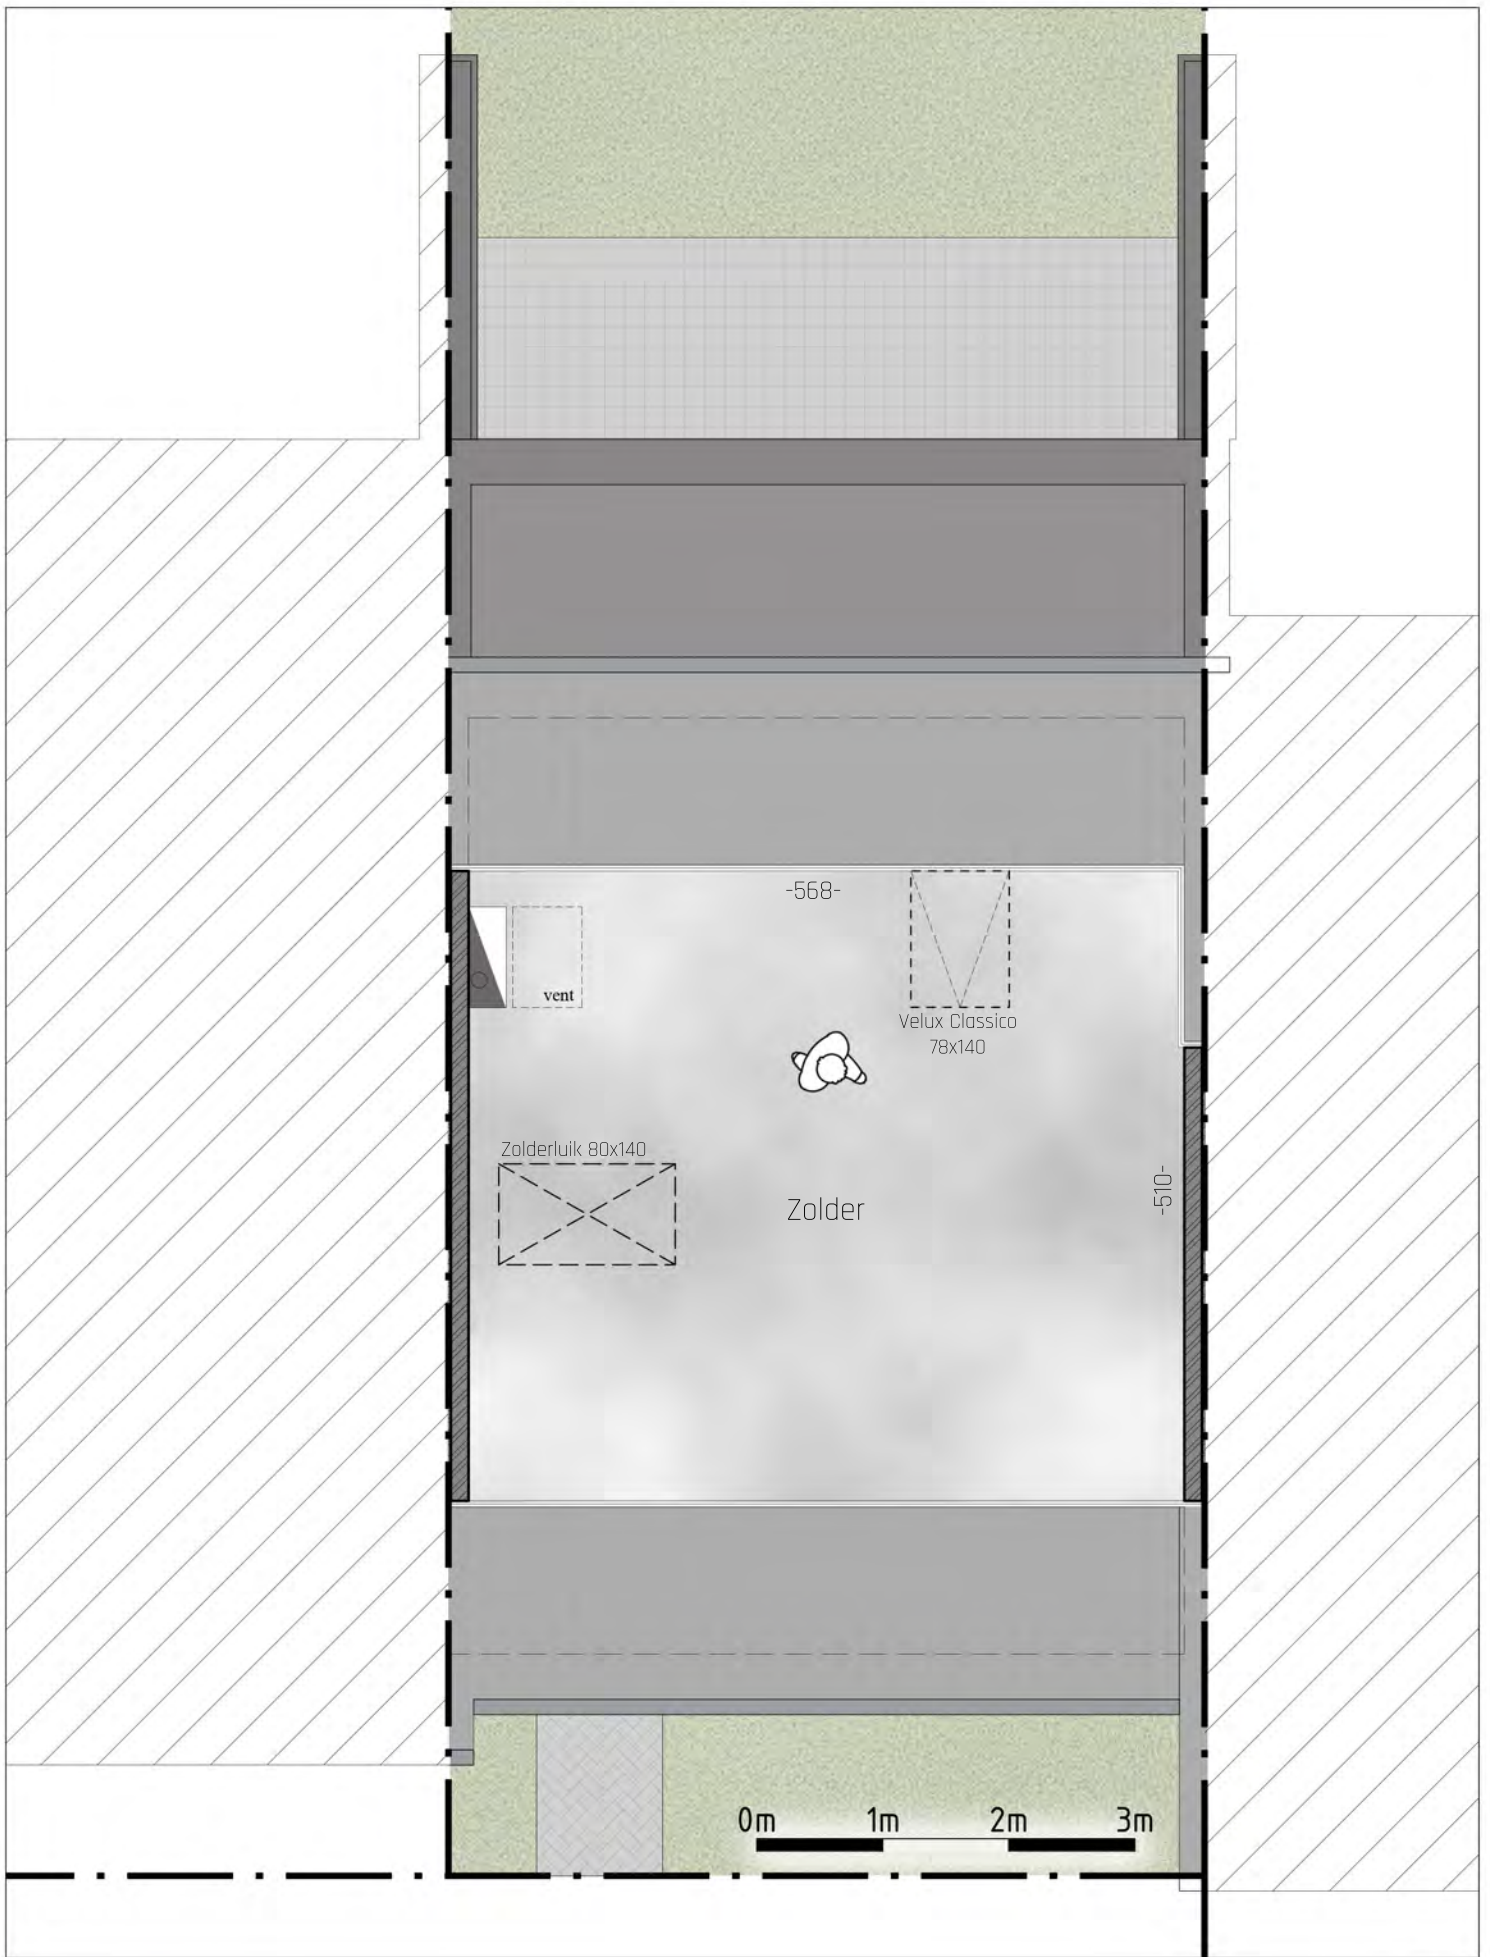 -568-
vent
Velux Classico
78x140
Zolderluik 80x140
-510-
Zolder
0m 1m 2m 3m